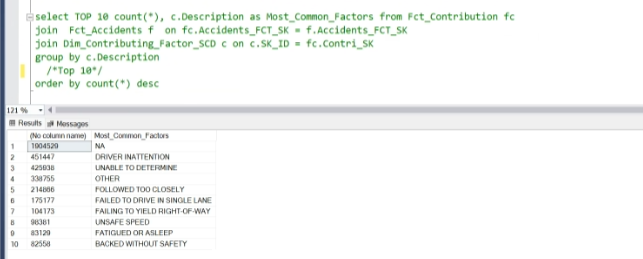 select TOP 10 count(*), c.Description as Most_Common_Factors from Fct_Contribution fc
join Fct_Accidents f on fc.Accidents_FCT_SK = f.Accidents_FCT_SK
join Dim_Contributing_Factor_SCD c on c.SK_ID = fc.Contri_SK
group by c.Description
/*Top 10*/
order by count(*) desc
121 %
Results Messages
(No column name) Most_Common_Factors
1 1904529 NA
2 451447 DRIVER INATTENTION
3 UNABLE TO DETERMINE
4 OTHER
5 FOLLOWED TOO CLOSELY
6 175177 FAILED TO DRIVE IN SINGLE LANE
7 104173 FAILING TO YIELD RIGHT-OF-WAY
8 98381 UNSAFE SPEED
9 83129 FATIGUED OR ASLEEP
10 82558 BACKED WITHOUT SAFETY